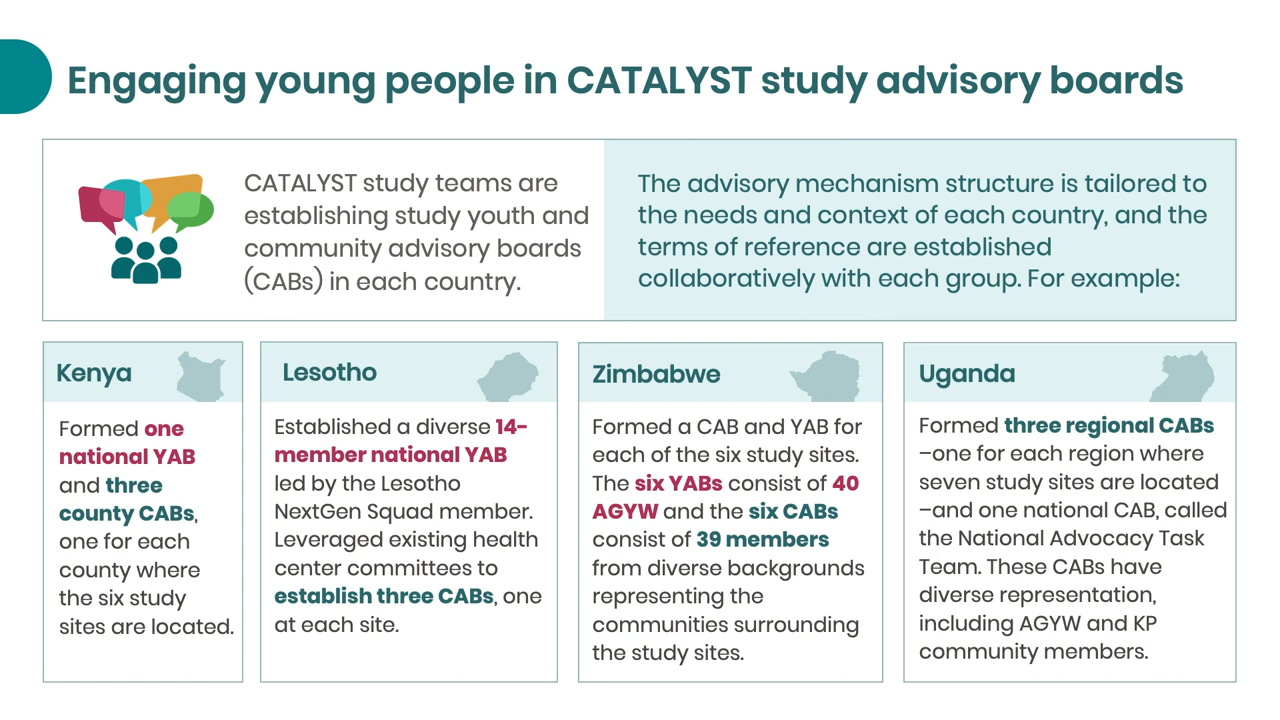 Engaging young people in CATALYST study advisory boards
CATALYST study teams are
establishing study youth and
community advisory boards
(CABs) in each country.
The advisory mechanism structure is tailored to
the needs and context of each country, and the
terms of reference are established
collaboratively with each group. For example:
Kenya
Formed one
national YAB
and three
county CABs,
one for each
county where
the six study
sites are located.
Lesotho
Established a diverse 14-
member national YAB
led by the Lesotho
NextGen Squad member.
Leveraged existing health
center committees to
establish three CABs, one
at each site.
Zimbabwe
Formed a CAB and YAB for
each of the six study sites.
The six YABs consist of 40
AGYW and the six CABs
consist of 39 members
from diverse backgrounds
representing the
communities surrounding
the study sites.
Uganda
Formed three regional CABs
–one for each region where
seven study sites are located
–and one national CAB, called
the National Advocacy Task
Team. These CABs have
diverse representation,
including AGYW and KP
community members.